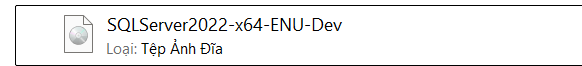 SQLServer2022-x64-ENU-Dev
Loại: Tệp Ảnh Đĩa